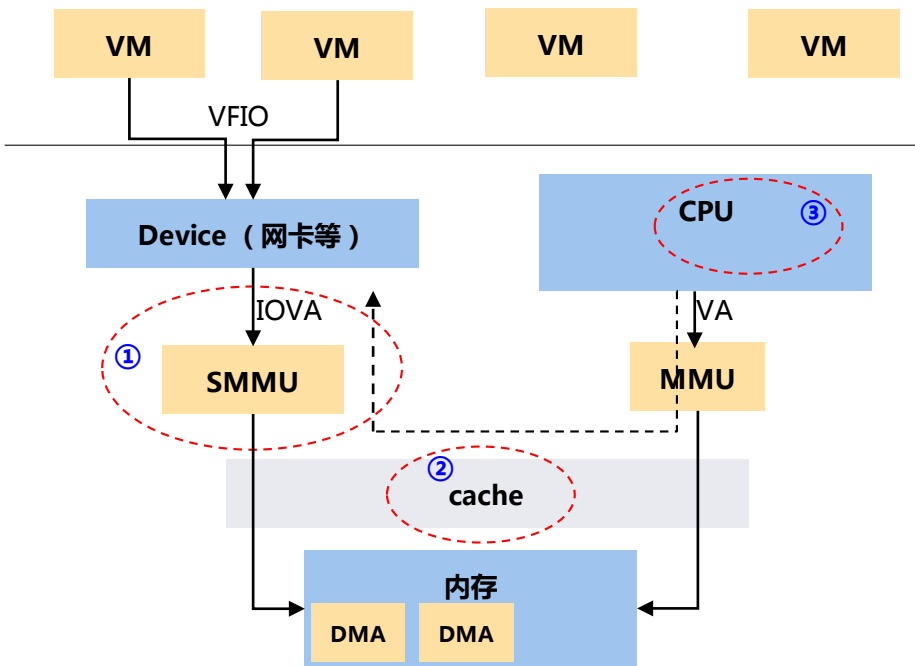 VM
VM
VM
VM
VFIO
Device （网卡等）
CPU
③
IOVA
VA
①
SMMU
MMU
②
cache
内存
DMA
DMA